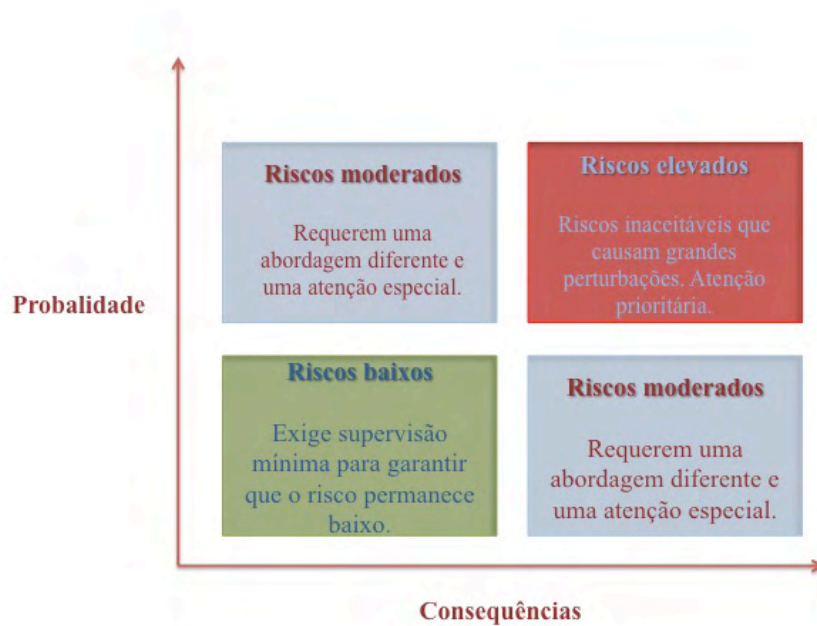 Riscos moderados
Requerem uma
abordagem diferente e
uma atenção especial.
Riscos elevados
Riscos inaceitáveis que
causam grandes
perturbações. Atenção
prioritária.
Probalidade
Riscos baixos
Exige supervisão
mínima para garantir
que o risco permanece
baixo.
Riscos moderados
Requerem uma
abordagem diferente e
uma atenção especial.
Consequências